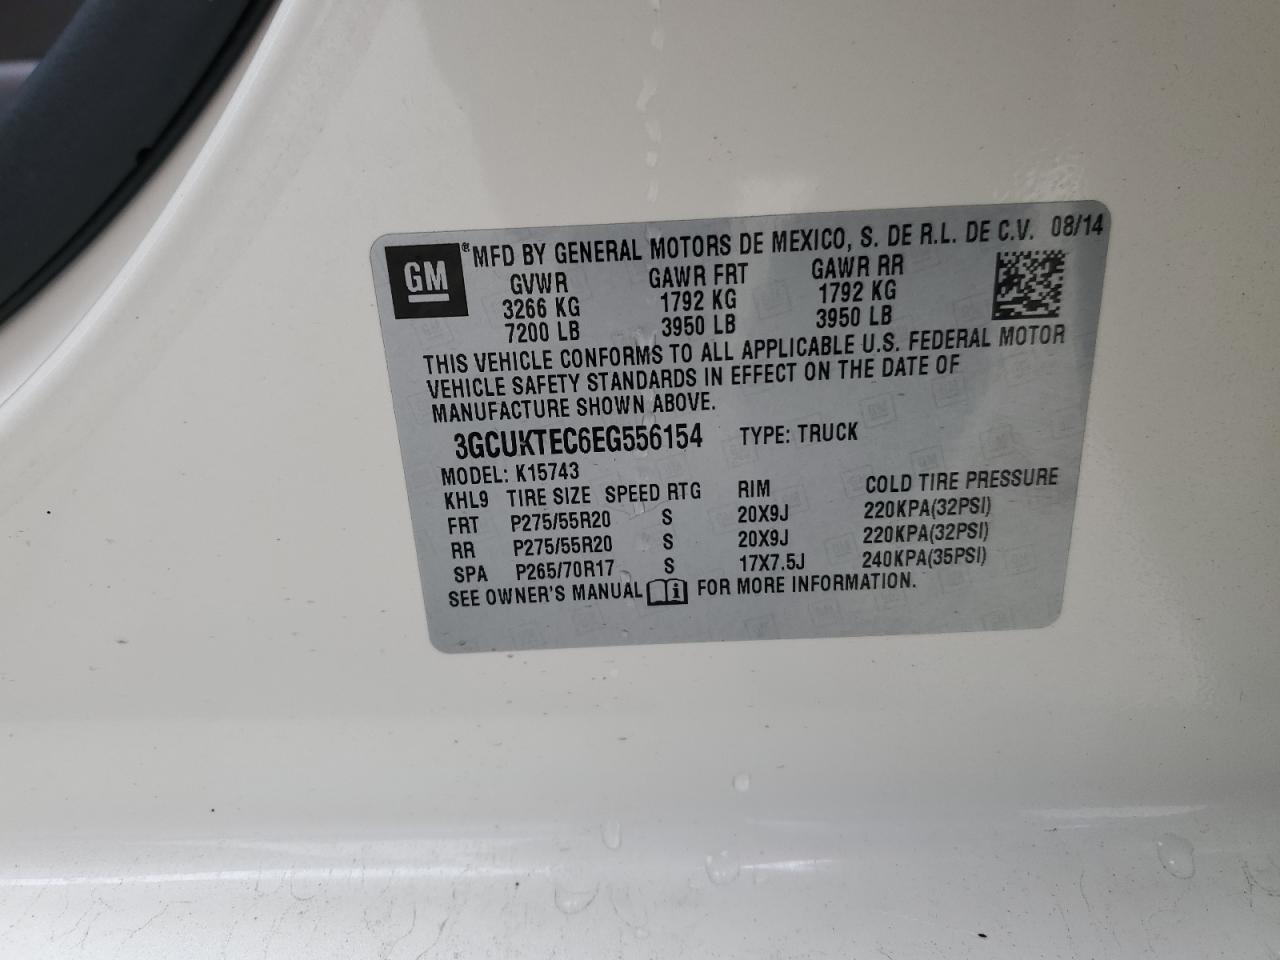 GM ® MFD BY GENERAL MOTORS DE MEXICO, S. DE R.L. DE C.V. 08/14
GVWR GAWR FRT GAWR RR
3266 KG 1792 KG 1792 KG
7200 LB 3950 LB 3950 LB
THIS VEHICLE CONFORMS TO ALL APPLICABLE U.S. FEDERAL MOTOR
VEHICLE SAFETY STANDARDS IN EFFECT ON THE DATE OF
MANUFACTURE SHOWN ABOVE.
3GCUKTEC6EG556154 TYPE: TRUCK
MODEL: K15743
KHL9 TIRE SIZE SPEED RTG RIM COLD TIRE PRESSURE
FRT P275/55R20 S 20X9J 220KPA(32PSI)
RR P275/55R20 S 20X9J 220KPA(32PSI)
SPA P265/70R17 S 17X7.5J 240KPA(35PSI)
SEE OWNER'S MANUAL FOR MORE INFORMATION.